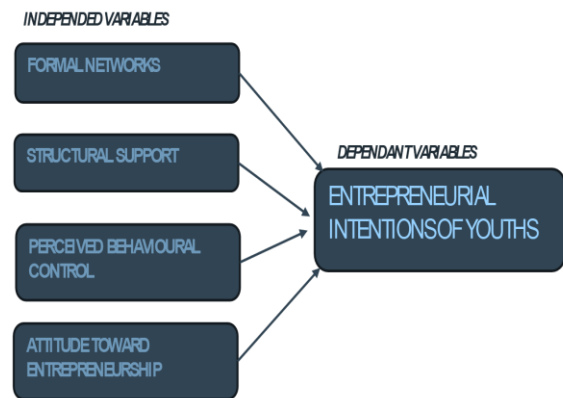 INDEPENDED VARIABLES
FORMAL NETWORKS
STRUCTURAL SUPPORT
PERCEIVED BEHAVIOURAL
CONTROL
ATTITUDE TOWARD
ENTREPRENEURSHIP
DEPENDANT VARIABLES
ENTREPRENEURIAL
INTENTIONS OF YOUTHS